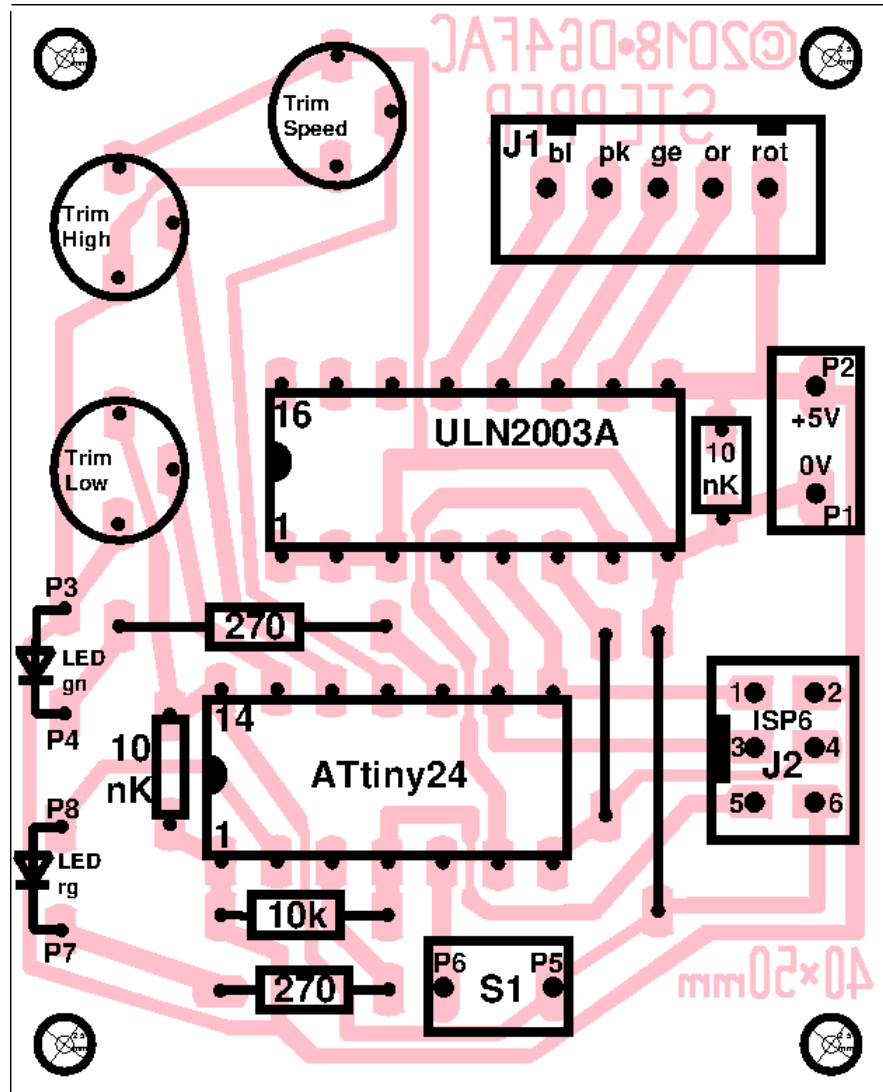 ©2018•DG4FAC
STEPPER
Trim
Speed
J1 bl pk ge or rot
Trim
High
P2
+5V
0V
P1
16
ULN2003A
1
10
nK
Trim
Low
P3
LED
gn
P4
270
14
ATtiny24
1
10
nK
1 2
ISP6
3 4
J2
5 6
P8
LED
rg
P7
10k
270
P6 S1 P5
40×50mm